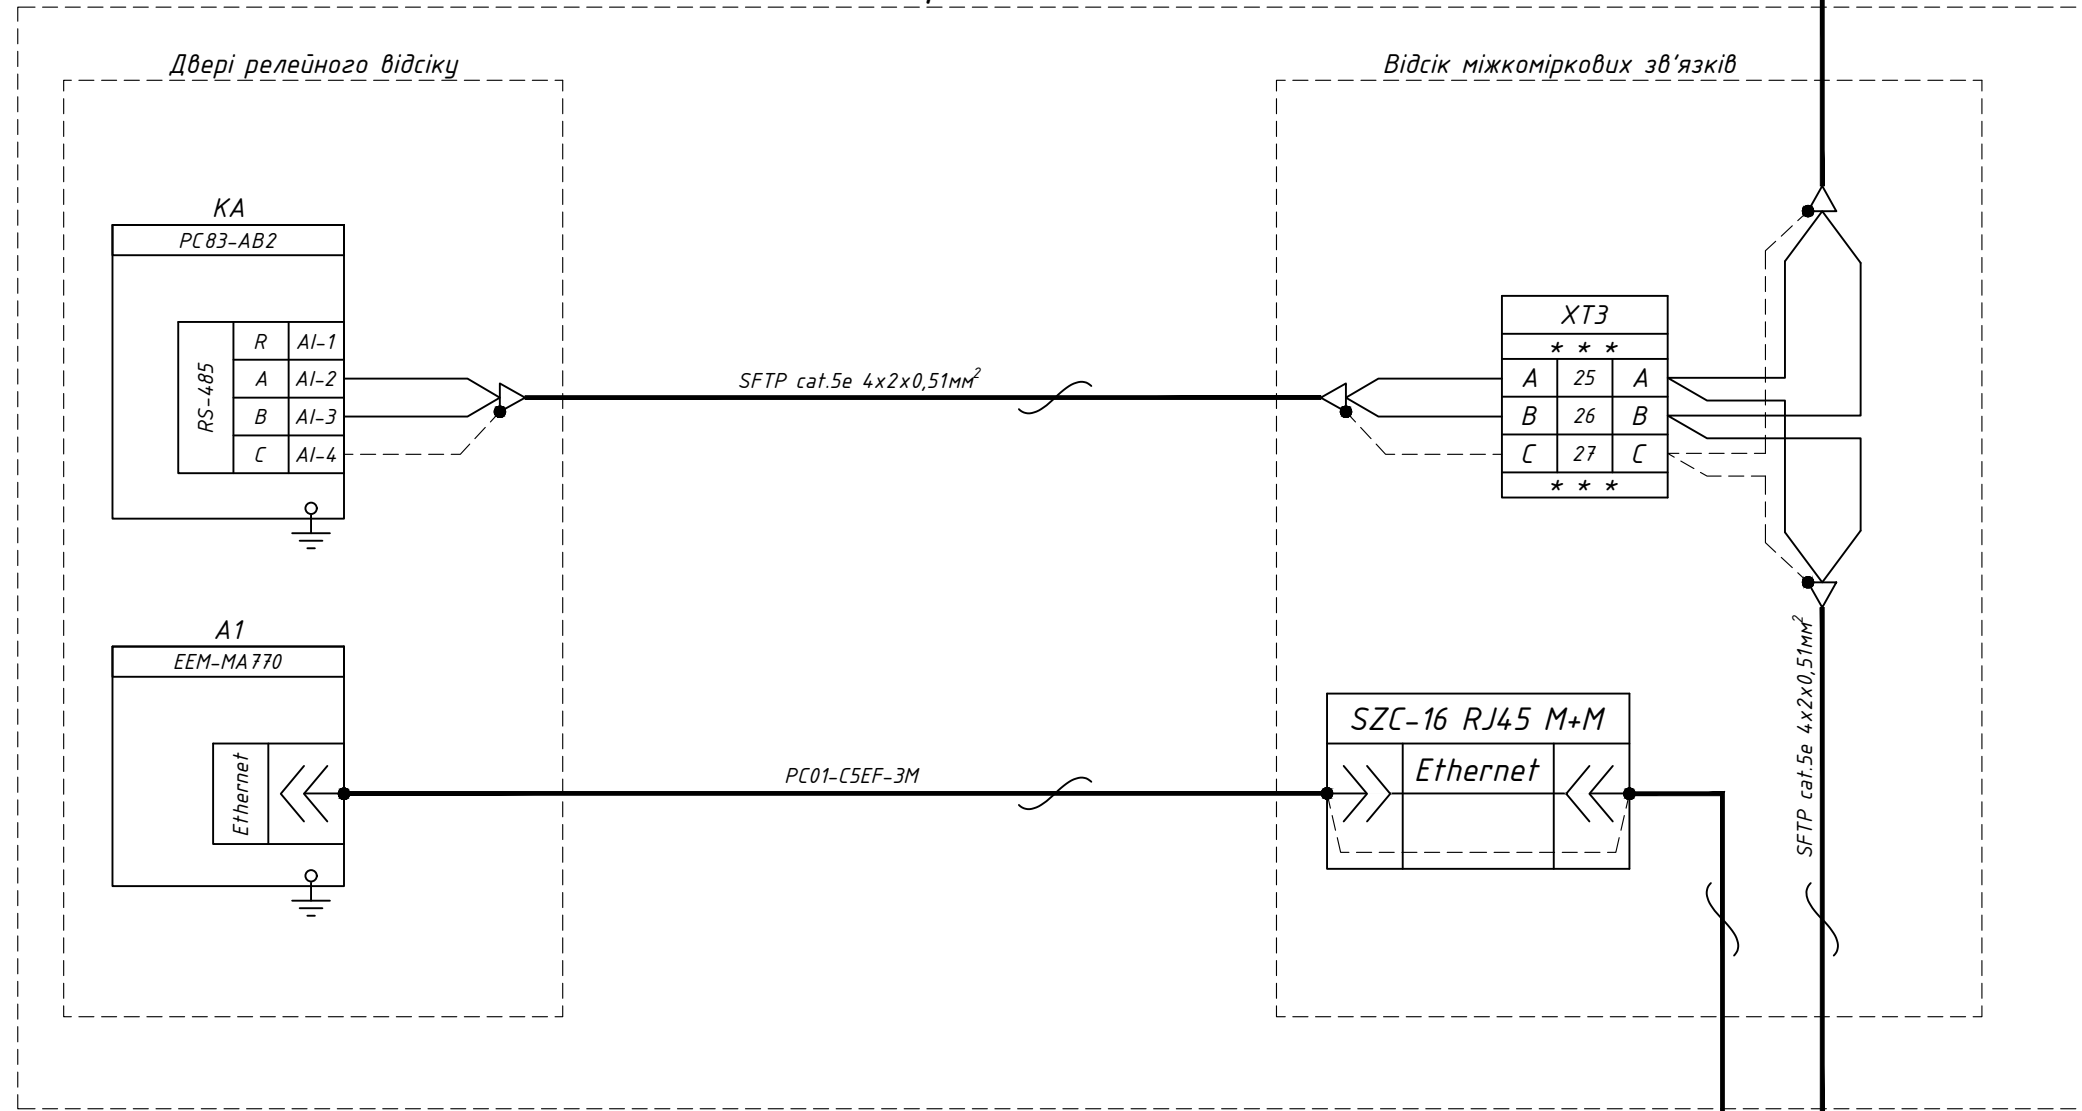 Двері релейного відсіку
Відсік міжкоміркових зв'язків
KA
РС83-АВ2
RS-485
R AI-1
A AI-2
B AI-3
C AI-4
SFTP cat.5e 4x2x0,51мм²
XT3
* * *
A 25 A
B 26 B
C 27 C
* * *
A1
EEM-MA770
Ethernet
PC01-C5EF-3M
SZC-16 RJ45 M+M
Ethernet
SFTP cat.5e 4x2x0,51мм²